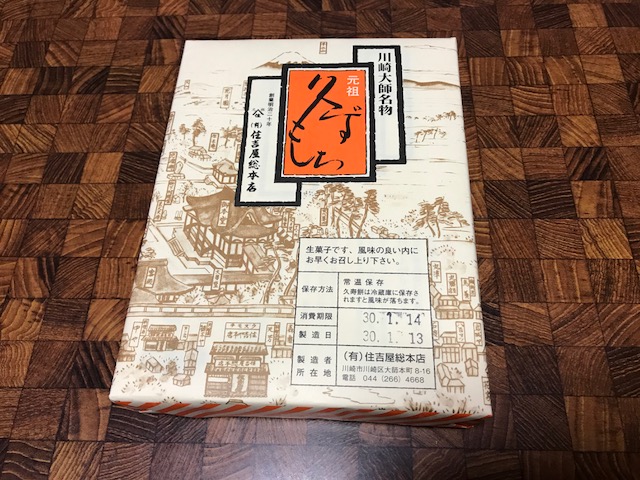 川崎大師名物
元祖
久ずもち
創業明治二十年
(有)住吉屋総本店
生菓子です、風味の良い内に
お早くお召し上り下さい。
保存方法
常温保存
久寿餅は冷蔵庫に保存さ
れますと風味が落ちます。
消費期限 30.1.14
製造日 30.1.13
製造者 (有)住吉屋総本店
所在地 川崎市川崎区大師本町8-16
電話 044 (266) 4668